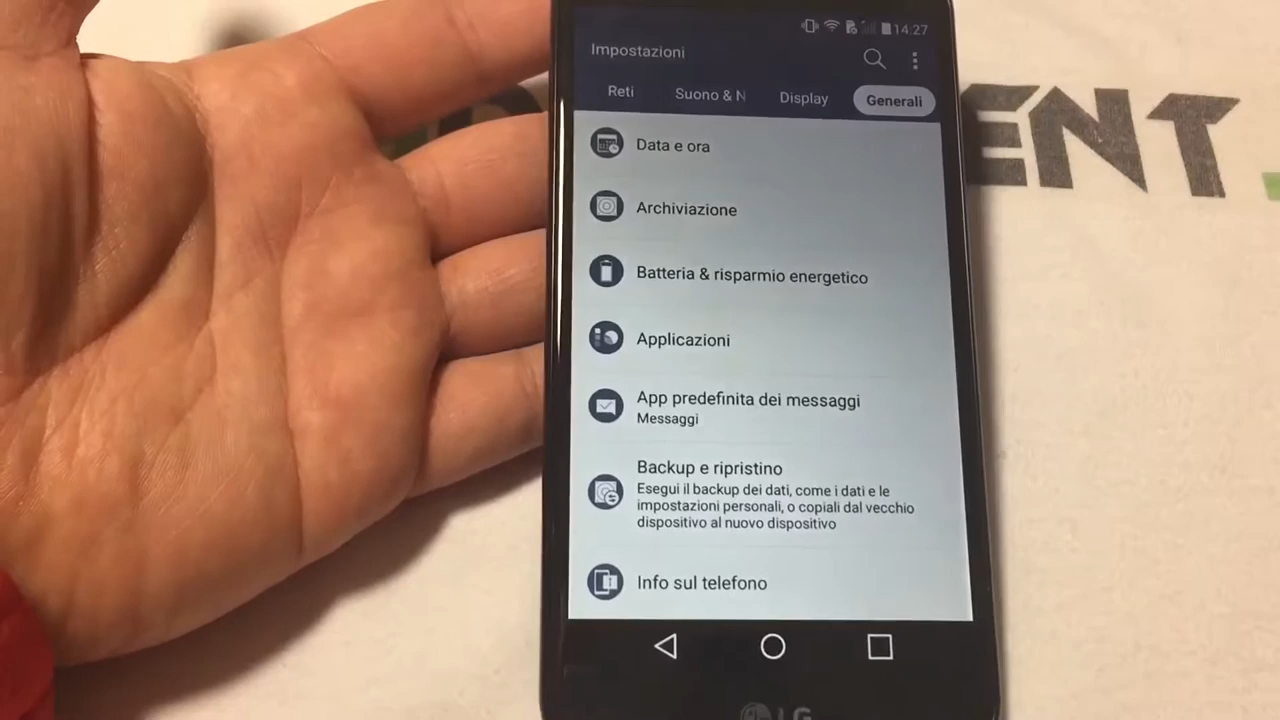 14:27
Impostazioni
Reti Suono & N Display Generali
Data e ora
Archiviazione
Batteria & risparmio energetico
Applicazioni
App predefinita dei messaggi
Messaggi
Backup e ripristino
Esegui il backup dei dati, come i dati e le
impostazioni personali, o copiali dal vecchio
dispositivo al nuovo dispositivo
Info sul telefono
LG
ENT